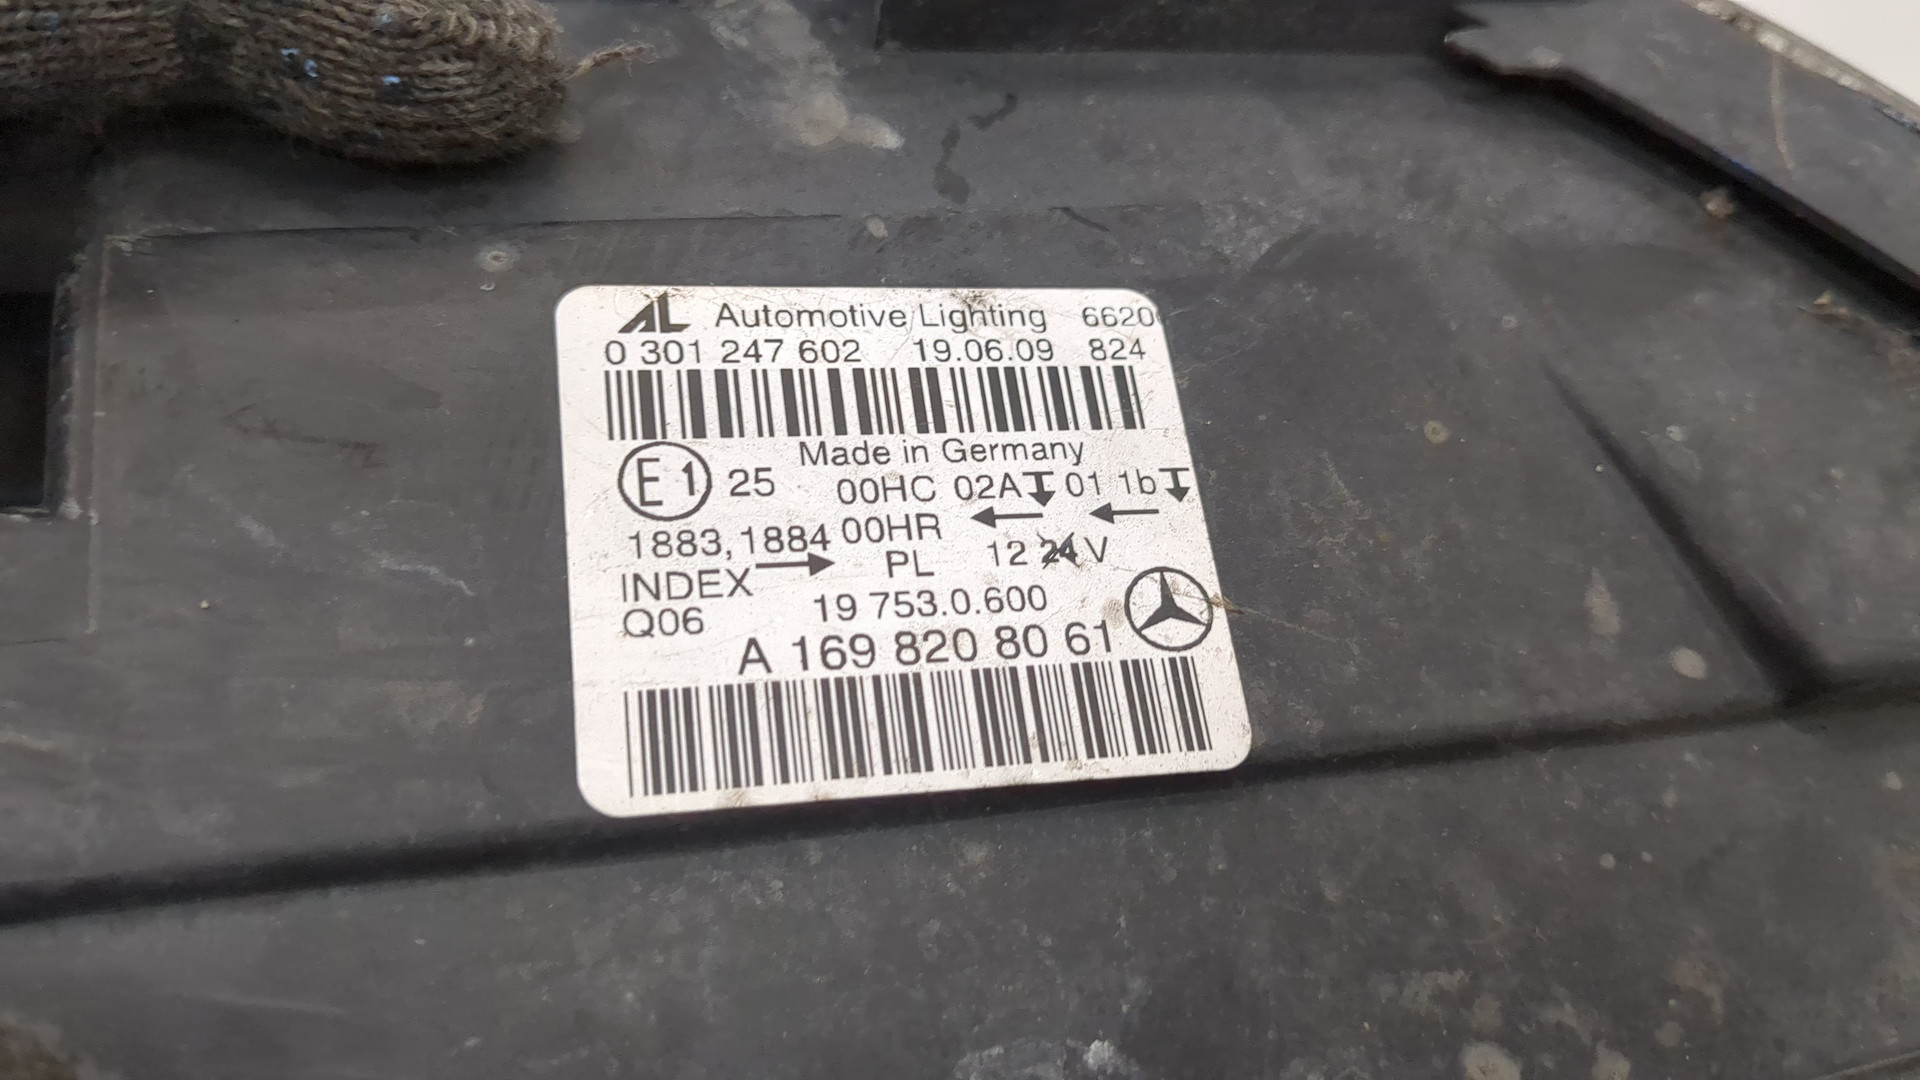 AL Automotive Lighting 6620
0 301 247 602 19.06.09 824
Made in Germany
E1 25 00HC 02A 01 1b
1883,1884 00HR ← ←
INDEX → PL 12 24 V
Q06 19 753.0.600
A 169 820 80 61